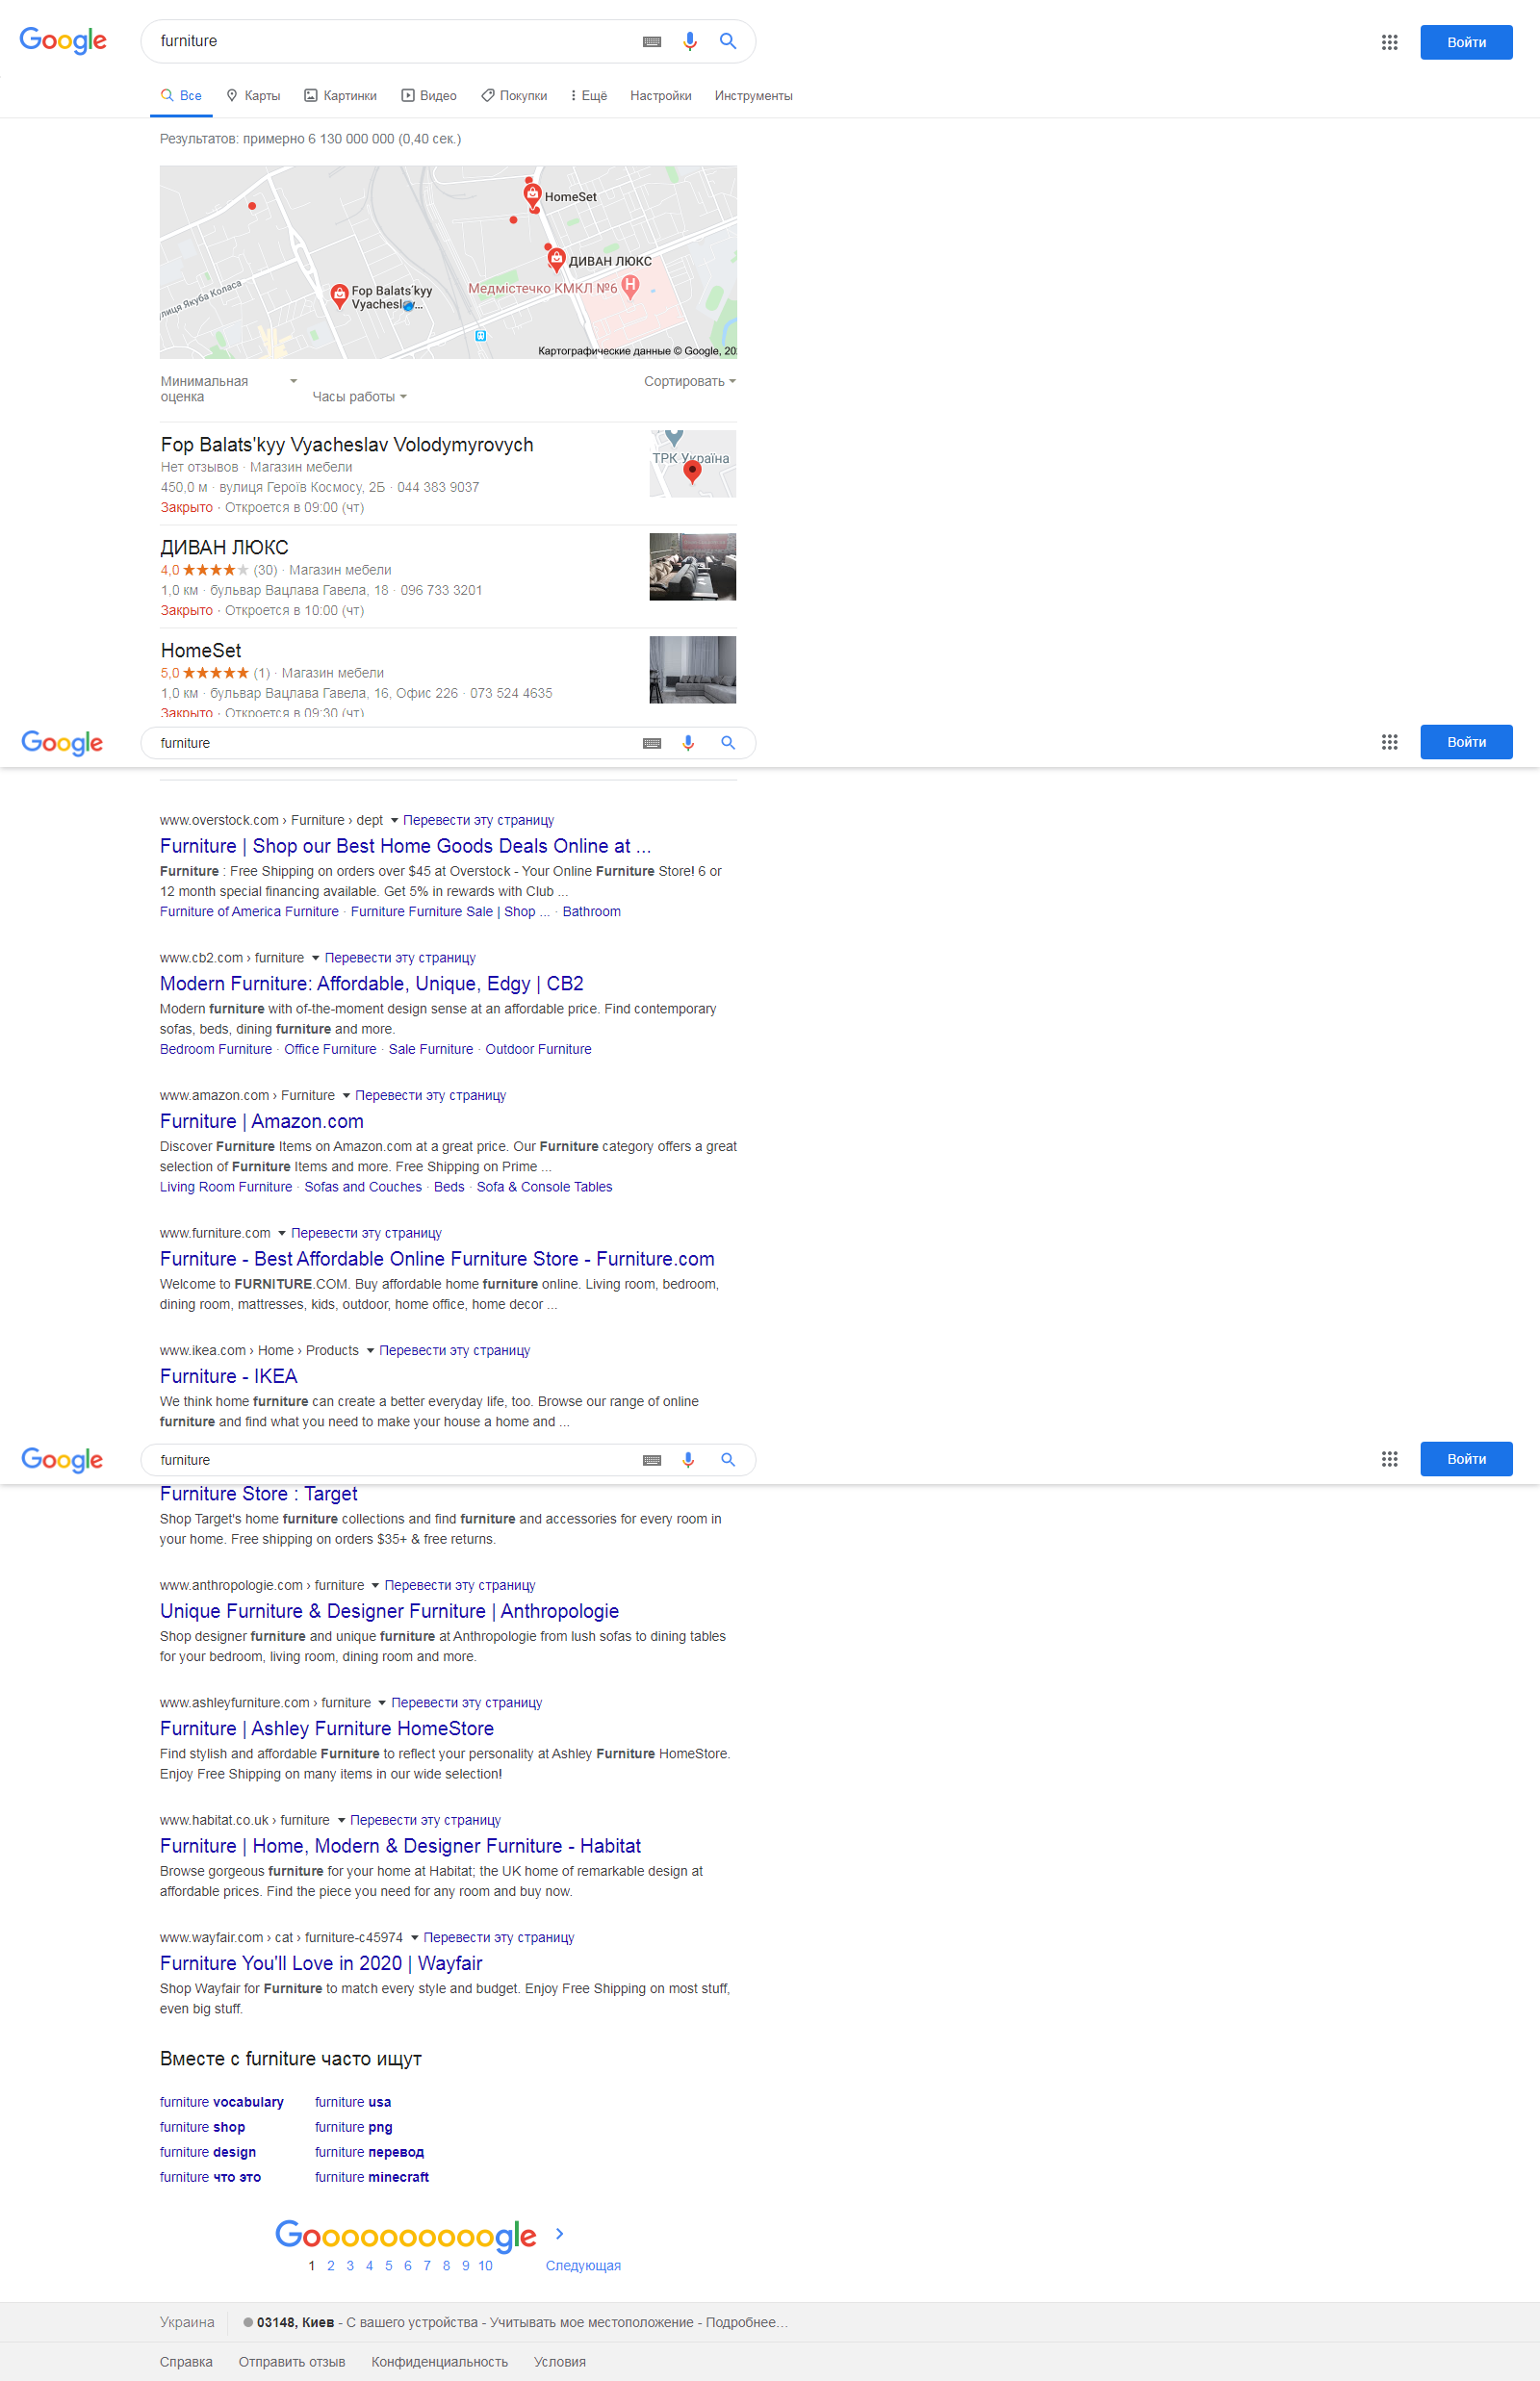 Google
furniture
Войти
Все
Карты
Картинки
Видео
Покупки
Ещё
Настройки
Инструменты
Результатов: примерно 6 130 000 000 (0,40 сек.)
HomeSet
ДИВАН ЛЮКС
Медмістечко КМКЛ №6
H
Fop Balats'kyy
Vyacheslav...
улиця Якуба Коласа
Картографические данные © Google, 20
Минимальная
оценка
Часы работы
Сортировать
Fop Balats'kyy Vyacheslav Volodymyrovych
Нет отзывов · Магазин мебели
450,0 м · вулиця Героїв Космосу, 2Б · 044 383 9037
Закрыто · Откроется в 09:00 (чт)
ТРК Україна
ДИВАН ЛЮКС
4,0 ★★★★★ (30) · Магазин мебели
1,0 км · бульвар Вацлава Гавела, 18 · 096 733 3201
Закрыто · Откроется в 10:00 (чт)
HomeSet
5,0 ★★★★★ (1) · Магазин мебели
1,0 км · бульвар Вацлава Гавела, 16, Офис 226 · 073 524 4635
Закрыто · Откроется в 09:30 (чт)
Google
furniture
Войти
www.overstock.com › Furniture › dept ▼ Перевести эту страницу
Furniture | Shop our Best Home Goods Deals Online at ...
Furniture : Free Shipping on orders over $45 at Overstock - Your Online Furniture Store! 6 or
12 month special financing available. Get 5% in rewards with Club ...
Furniture of America Furniture · Furniture Furniture Sale | Shop ... · Bathroom
www.cb2.com › furniture ▼ Перевести эту страницу
Modern Furniture: Affordable, Unique, Edgy | CB2
Modern furniture with of-the-moment design sense at an affordable price. Find contemporary
sofas, beds, dining furniture and more.
Bedroom Furniture · Office Furniture · Sale Furniture · Outdoor Furniture
www.amazon.com › Furniture ▼ Перевести эту страницу
Furniture | Amazon.com
Discover Furniture Items on Amazon.com at a great price. Our Furniture category offers a great
selection of Furniture Items and more. Free Shipping on Prime ...
Living Room Furniture · Sofas and Couches · Beds · Sofa & Console Tables
www.furniture.com ▼ Перевести эту страницу
Furniture - Best Affordable Online Furniture Store - Furniture.com
Welcome to FURNITURE.COM. Buy affordable home furniture online. Living room, bedroom,
dining room, mattresses, kids, outdoor, home office, home decor ...
www.ikea.com › Home › Products ▼ Перевести эту страницу
Furniture - IKEA
We think home furniture can create a better everyday life, too. Browse our range of online
furniture and find what you need to make your house a home and ...
Google
furniture
Войти
Furniture Store : Target
Shop Target's home furniture collections and find furniture and accessories for every room in
your home. Free shipping on orders $35+ & free returns.
www.anthropologie.com › furniture ▼ Перевести эту страницу
Unique Furniture & Designer Furniture | Anthropologie
Shop designer furniture and unique furniture at Anthropologie from lush sofas to dining tables
for your bedroom, living room, dining room and more.
www.ashleyfurniture.com › furniture ▼ Перевести эту страницу
Furniture | Ashley Furniture HomeStore
Find stylish and affordable Furniture to reflect your personality at Ashley Furniture HomeStore.
Enjoy Free Shipping on many items in our wide selection!
www.habitat.co.uk › furniture ▼ Перевести эту страницу
Furniture | Home, Modern & Designer Furniture - Habitat
Browse gorgeous furniture for your home at Habitat; the UK home of remarkable design at
affordable prices. Find the piece you need for any room and buy now.
www.wayfair.com › cat › furniture-c45974 ▼ Перевести эту страницу
Furniture You'll Love in 2020 | Wayfair
Shop Wayfair for Furniture to match every style and budget. Enjoy Free Shipping on most stuff,
even big stuff.
Вместе с furniture часто ищут
furniture vocabulary
furniture usa
furniture shop
furniture png
furniture design
furniture перевод
furniture что это
furniture minecraft
Goooooooooogle
1 2 3 4 5 6 7 8 9 10 Следующая
Украина
03148, Киев - С вашего устройства - Учитывать мое местоположение - Подробнее…
Справка
Отправить отзыв
Конфиденциальность
Условия